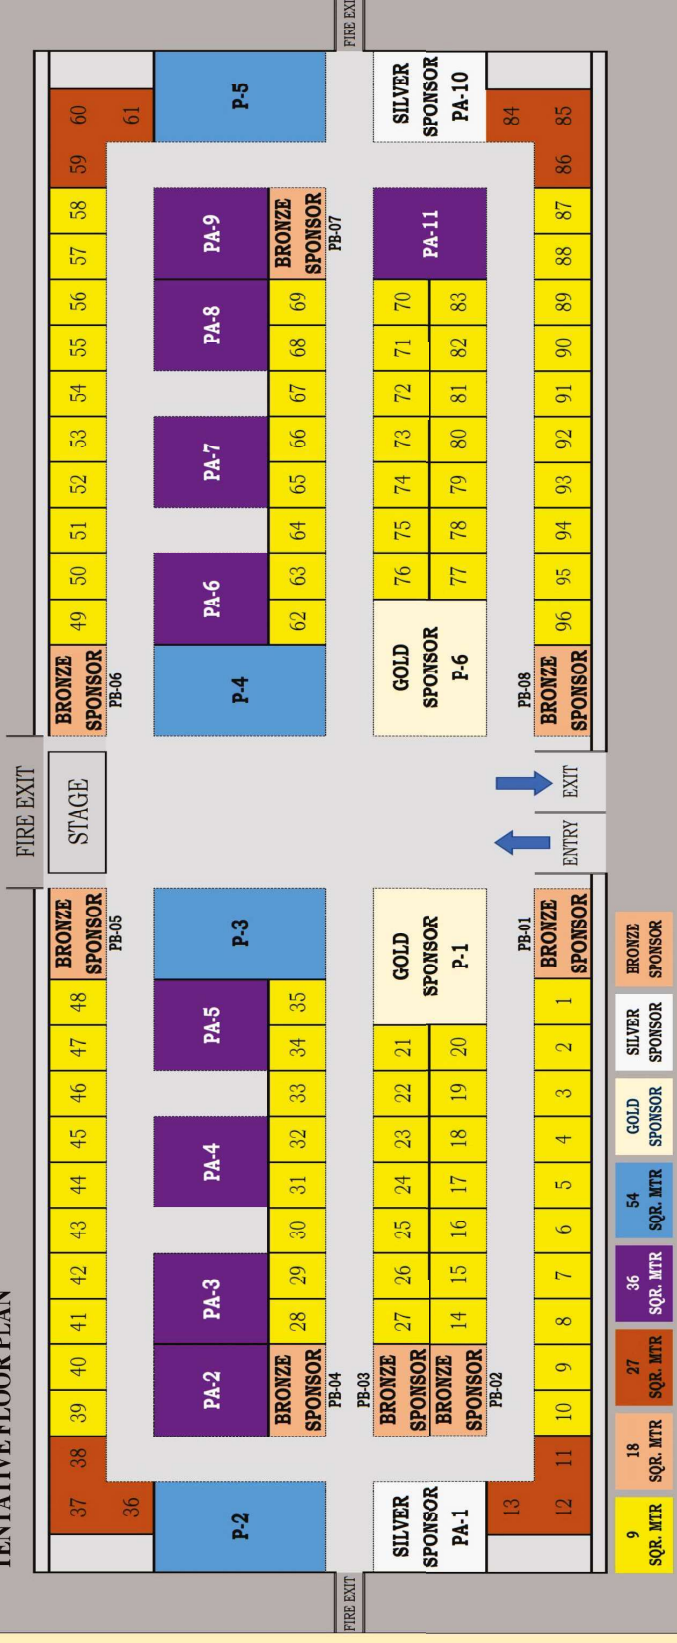 TENTATIVE FLOOR PLAN
FIRE EXIT
37 38 39 40 41 42 43 44 45 46 47 48
BRONZE
SPONSOR
PB-05
STAGE
BRONZE
SPONSOR
PB-06
49 50 51 52 53 54 55 56 57 58 59 60
36
61
P-2
PA-2
PA-3
PA-4
PA-5
P-3
P-4
PA-6
PA-7
PA-8
PA-9
P-5
BRONZE
SPONSOR
PB-04
28 29 30 31 32 33 34 35
62 63 64 65 66 67 68 69
BRONZE
SPONSOR
PB-07
FIRE EXIT
FIRE EXIT
SILVER
SPONSOR
PA-1
PB-03
BRONZE
SPONSOR
27 26 25 24 23 22 21
BRONZE
SPONSOR
PB-02
14 15 16 17 18 19 20
GOLD
SPONSOR
P-1
GOLD
SPONSOR
P-6
76 75 74 73 72 71 70
77 78 79 80 81 82 83
PA-11
SILVER
SPONSOR
PA-10
13
84
12 11 10 9 8 7 6 5 4 3 2 1
PB-01
BRONZE
SPONSOR
ENTRY
EXIT
PB-08
BRONZE
SPONSOR
96 95 94 93 92 91 90 89 88 87 86 85
9
SQR. MTR
18
SQR. MTR
27
SQR. MTR
36
SQR. MTR
54
SQR. MTR
GOLD
SPONSOR
SILVER
SPONSOR
BRONZE
SPONSOR